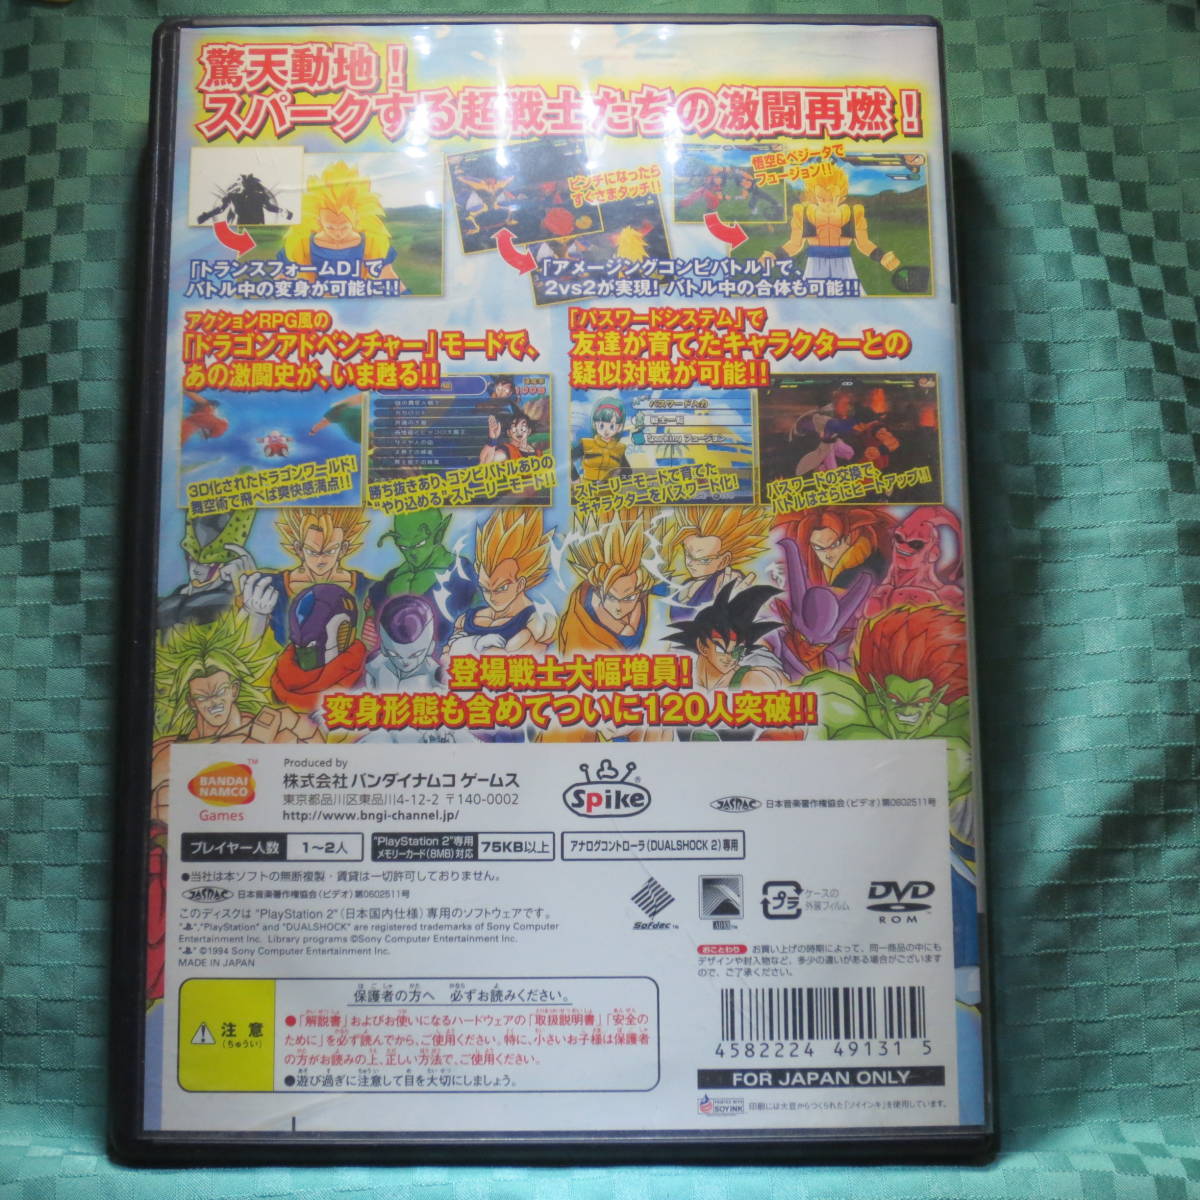 驚天動地!
スパークする超戦士たちの激闘再燃!
「トランスフォームD」で
バトル中の変身が可能に!!
ピンチになったら
すぐさまタッチ!!
悟空&ベジータで
フュージョン!!
「アメージングコンビバトル」で、
2vs2が実現! バトル中の合体も可能!!
アクションRPG風の
「ドラゴンアドベンチャー」モードで、
あの激闘史が、いま甦る!!
「パスワードシステム」で
友達が育てたキャラクターとの
疑似対戦が可能!!
3D化されたドラゴンワールド!
舞空術で飛べば爽快感満点!!
勝ち抜きあり、コンビバトルありの
“やり込める”ストーリーモード!!
パスワード入力
戦士一覧
ストーリーモードで育てた
キャラクターをパスワード化!
パスワードの交換で
バトルはさらにヒートアップ!!
登場戦士大幅増員!
変身形態も含めてついに120人突破!!
BANDAI
NAMCO
Games
TM
Produced by
株式会社 バンダイナムコ ゲームス
東京都品川区東品川4-12-2 〒140-0002
http://www.bngi-channel.jp/
Spike
®
JASRAC 日本音楽著作権協会(ビデオ)第0602511号
プレイヤー人数 1~2人
"PlayStation 2"専用
メモリーカード(8MB)対応 75KB以上
アナログコントローラ(DUALSHOCK 2)専用
●当社は本ソフトの無断複製・賃貸は一切許可しておりません。
JASRAC 日本音楽著作権協会(ビデオ)第0602511号
このディスクは "PlayStation 2"(日本国内仕様)専用のソフトウェアです。
","PlayStation" and "DUALSHOCK" are registered trademarks of Sony Computer
Entertainment Inc. Library programs ©Sony Computer Entertainment Inc.
" " ©1994 Sony Computer Entertainment Inc.
MADE IN JAPAN
Sofdec™
プラ
ケースの
外装フィルム
DVD
ROM
おことわり お買い上げの時期によって、同一商品の中にも
デザインや封入物など、多少の違いがある場合がございます
ので、ご了承ください。
注意
(ちゅうい)
保護者の方へ 必ずお読みください。
●「解説書」およびお使いになるハードウェアの「取扱説明書」「安全の
ために」を必ず読んでから、ご使用ください。特に、小さいお子様は保護者
の方がお読みの上、正しい方法で、ご使用ください。
●遊び過ぎに注意して目を大切にしましょう。
4582224 491315
FOR JAPAN ONLY
PRINTED WITH
SOY INK
印刷には大豆からつくられた「ソイインキ」を使用しています。